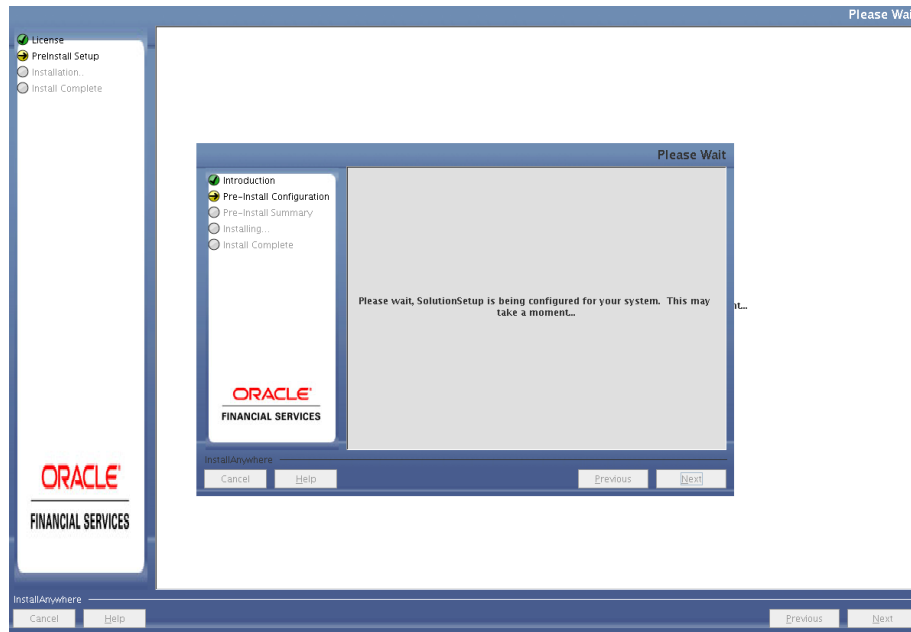 Please Wai
License
PreInstall Setup
Installation...
Install Complete
Please Wait
Introduction
Pre-Install Configuration
Pre-Install Summary
Installing...
Install Complete
Please wait, SolutionSetup is being configured for your system. This may
take a moment...
nt...
ORACLE
FINANCIAL SERVICES
InstallAnywhere
Cancel
Help
Previous
Next
ORACLE
FINANCIAL SERVICES
InstallAnywhere
Cancel
Help
Previous
Next